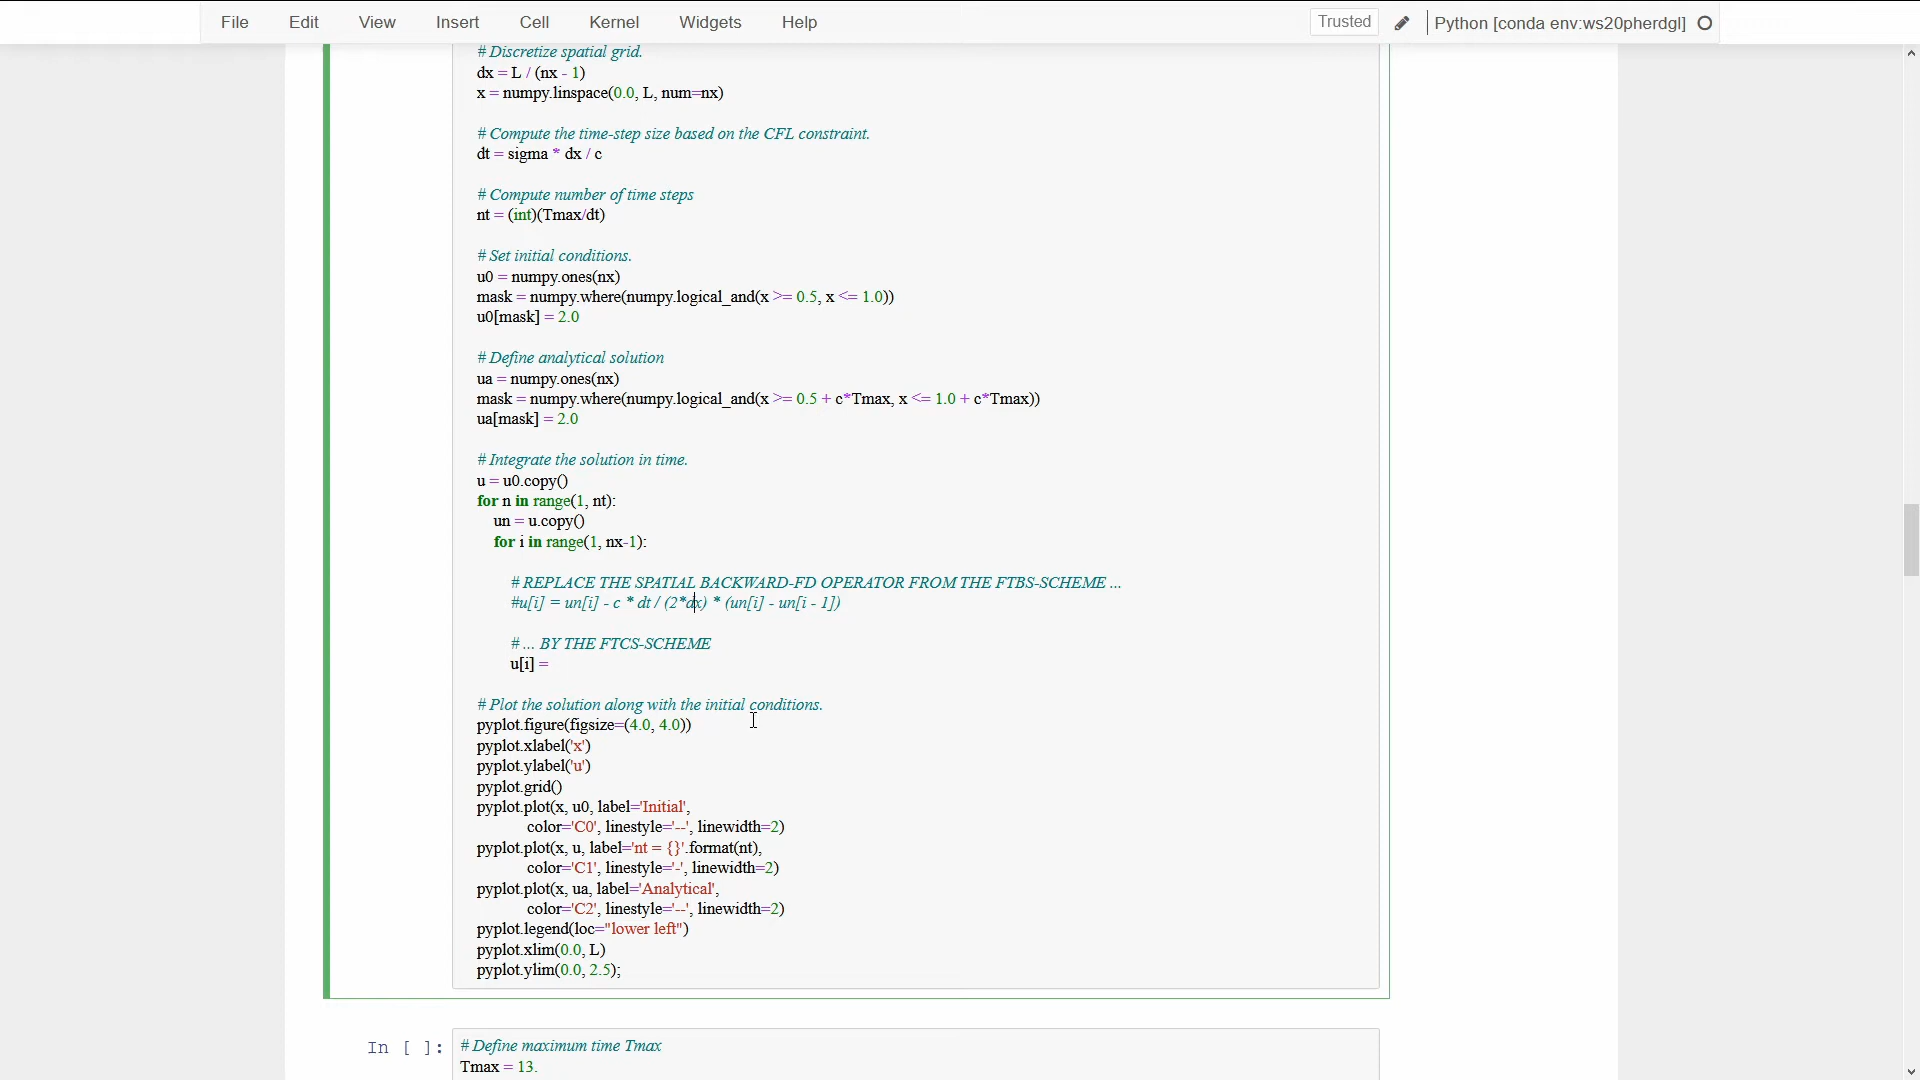 File Edit View Insert Cell Kernel Widgets Help Trusted Python [conda env:ws20pherdgl]
# Discretize spatial grid.
dx = L / (nx - 1)
x = numpy.linspace(0.0, L, num=nx)
# Compute the time-step size based on the CFL constraint.
dt = sigma * dx / c
# Compute number of time steps
nt = (int)(Tmax/dt)
# Set initial conditions.
u0 = numpy.ones(nx)
mask = numpy.where(numpy.logical_and(x >= 0.5, x <= 1.0))
u0[mask] = 2.0
# Define analytical solution
ua = numpy.ones(nx)
mask = numpy.where(numpy.logical_and(x >= 0.5 + c*Tmax, x <= 1.0 + c*Tmax))
ua[mask] = 2.0
# Integrate the solution in time.
u = u0.copy()
for n in range(1, nt):
un = u.copy()
for i in range(1, nx-1):
# REPLACE THE SPATIAL BACKWARD-FD OPERATOR FROM THE FTBS-SCHEME ...
#u[i] = un[i] - c * dt / (2*dx) * (un[i] - un[i - 1])
# ... BY THE FTCS-SCHEME
u[i] =
# Plot the solution along with the initial conditions.
pyplot.figure(figsize=(4.0, 4.0))
pyplot.xlabel('x')
pyplot.ylabel('u')
pyplot.grid()
pyplot.plot(x, u0, label='Initial',
color='C0', linestyle='--', linewidth=2)
pyplot.plot(x, u, label='nt = {}'.format(nt),
color='C1', linestyle='-', linewidth=2)
pyplot.plot(x, ua, label='Analytical',
color='C2', linestyle='--', linewidth=2)
pyplot.legend(loc="lower left")
pyplot.xlim(0.0, L)
pyplot.ylim(0.0, 2.5);
In [ ]: # Define maximum time Tmax
Tmax = 13.